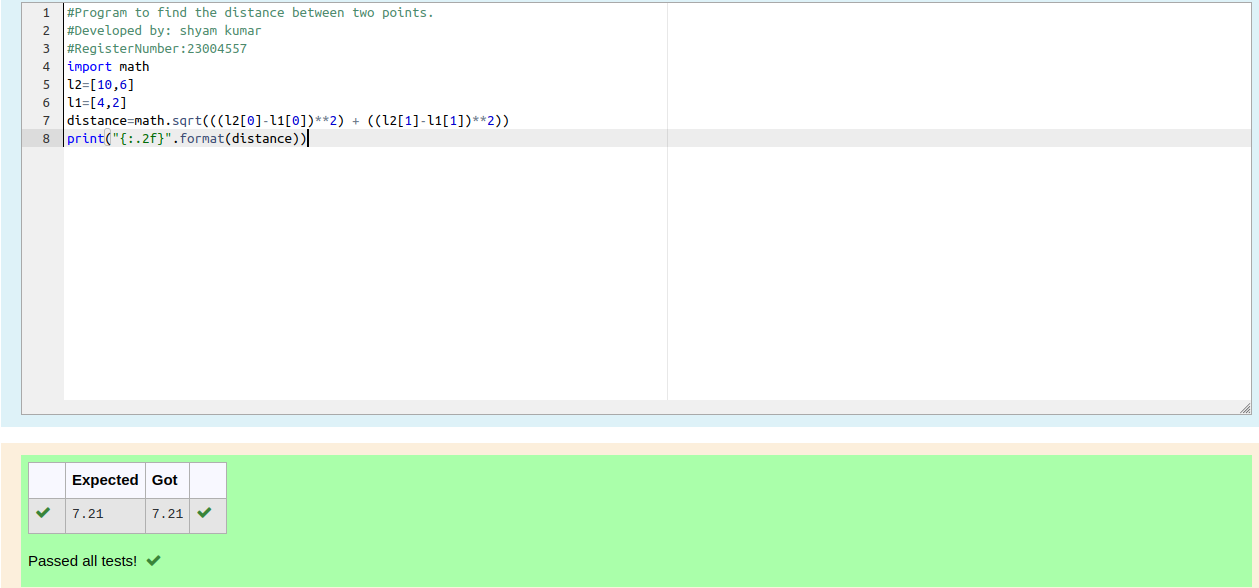 1 #Program to find the distance between two points.
2 #Developed by: shyam kumar
3 #RegisterNumber:23004557
4 import math
5 l2=[10,6]
6 l1=[4,2]
7 distance=math.sqrt(((l2[0]-l1[0])**2) + ((l2[1]-l1[1])**2))
8 print("{:.2f}".format(distance))
Expected Got
7.21 7.21
Passed all tests!